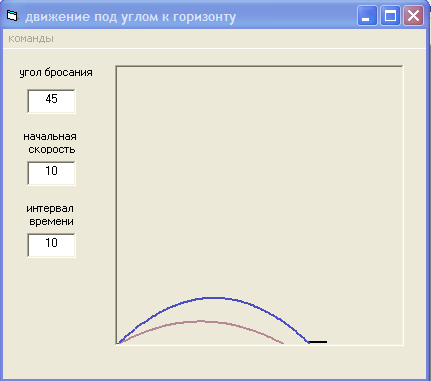 движение под углом к горизонту
команды
угол бросания
45
начальная
скорость
10
интервал
времени
10